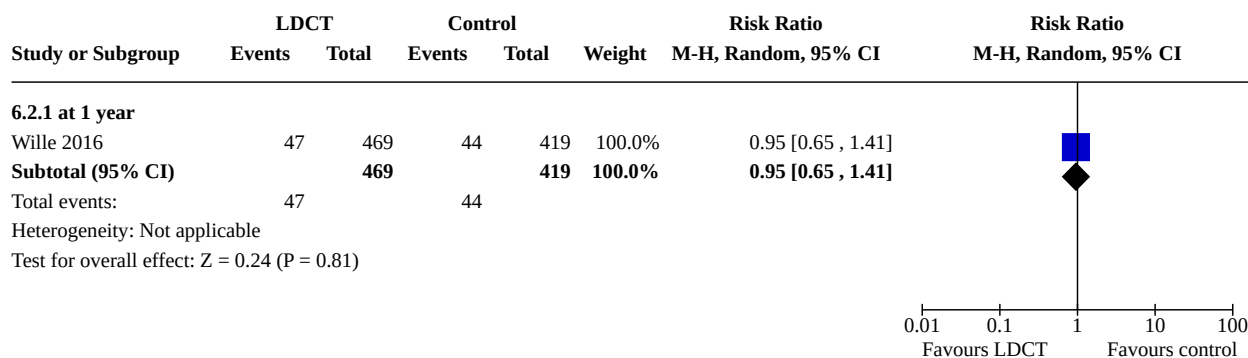 LDCT Control Risk Ratio Risk Ratio
Study or Subgroup Events Total Events Total Weight M-H, Random, 95% CI M-H, Random, 95% CI
6.2.1 at 1 year
Wille 2016 47 469 44 419 100.0% 0.95 [0.65 , 1.41]
Subtotal (95% CI) 469 419 100.0% 0.95 [0.65 , 1.41]
Total events: 47 44
Heterogeneity: Not applicable
Test for overall effect: Z = 0.24 (P = 0.81)
0.01 0.1 1 10 100
Favours LDCT Favours control